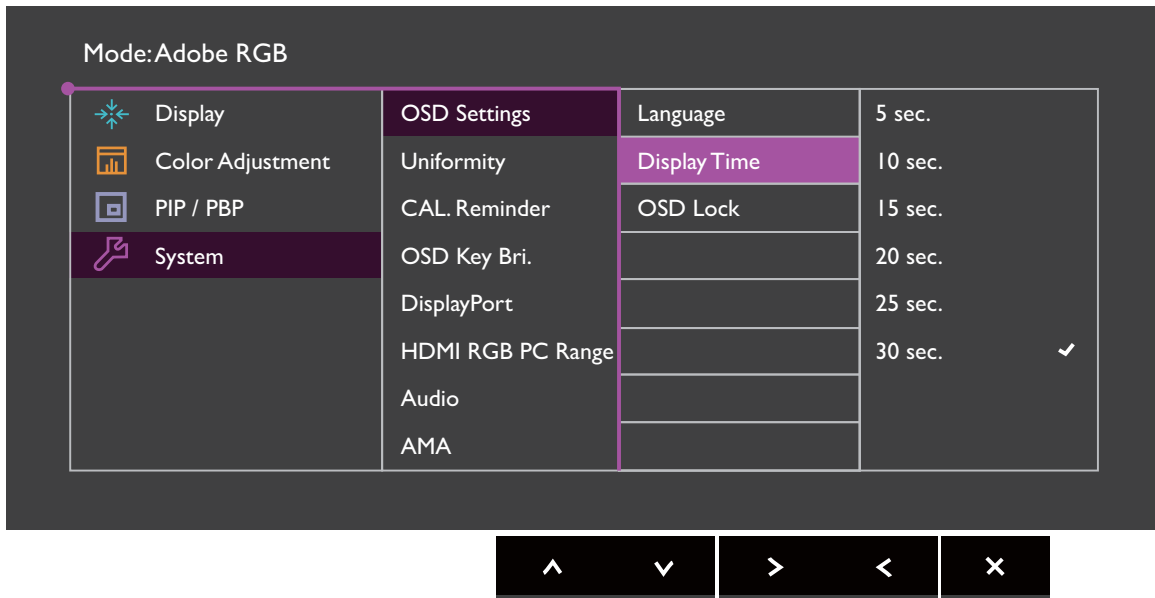 Mode: Adobe RGB
Display
OSD Settings
Language
5 sec.
Color Adjustment
Uniformity
Display Time
10 sec.
PIP / PBP
CAL. Reminder
OSD Lock
15 sec.
System
OSD Key Bri.
20 sec.
DisplayPort
25 sec.
HDMI RGB PC Range
30 sec.
Audio
AMA